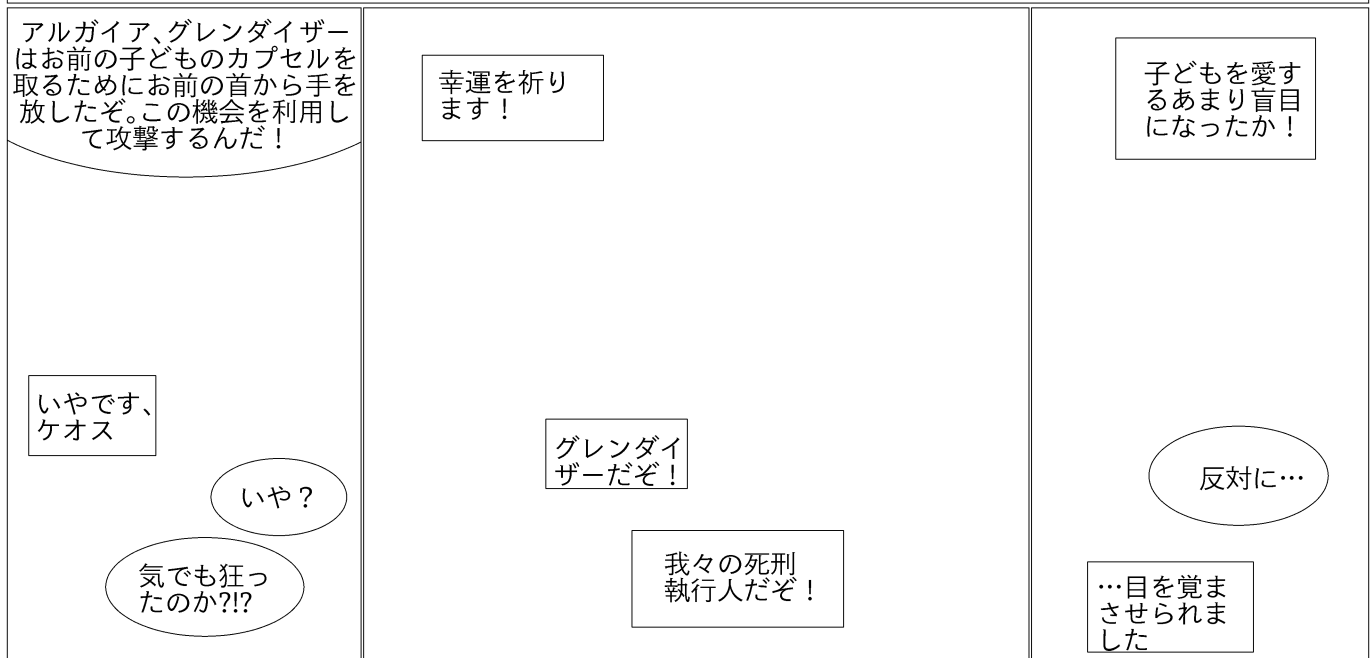 アルガイア、グレンダイザー
はお前の子どものカプセルを
取るためにお前の首から手を
放したぞ。この機会を利用し
て攻撃するんだ！
いやです、
ケオス
いや？
気でも狂っ
たのか?!?
幸運を祈り
ます！
グレンダイ
ザーだぞ！
我々の死刑
執行人だぞ！
子どもを愛す
るあまり盲目
になったか！
反対に…
…目を覚ま
させられま
した